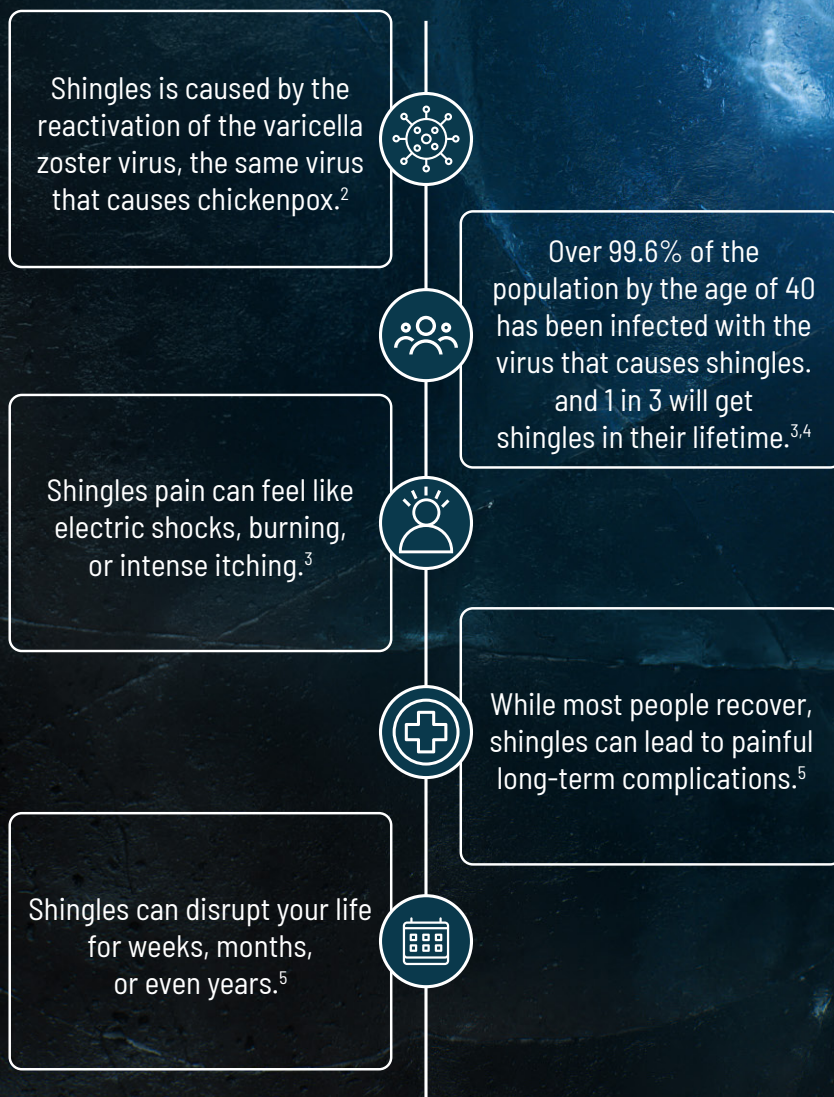 Shingles is caused by the
reactivation of the varicella
zoster virus, the same virus
that causes chickenpox.2
Over 99.6% of the
population by the age of 40
has been infected with the
virus that causes shingles.
and 1 in 3 will get
shingles in their lifetime.3,4
Shingles pain can feel like
electric shocks, burning,
or intense itching.3
While most people recover,
shingles can lead to painful
long-term complications.5
Shingles can disrupt your life
for weeks, months,
or even years.5